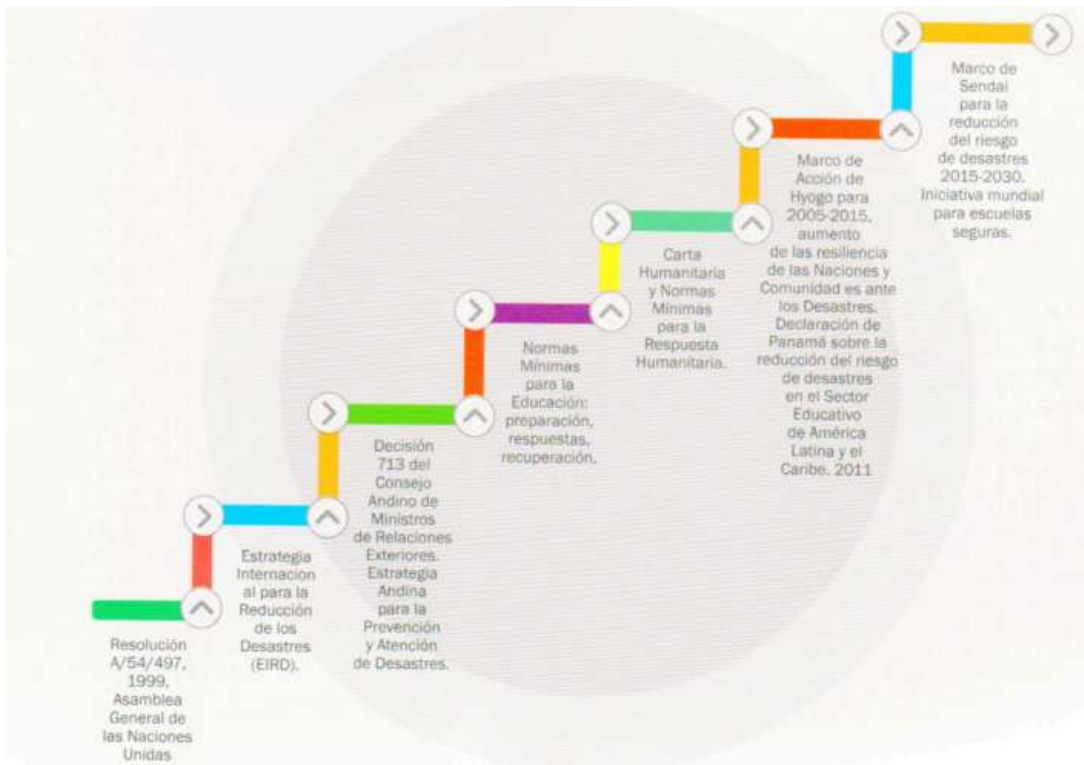 Resolución
A/54/497,
1999,
Asamblea
General de
las Naciones
Unidas
Estrategia
Internacion
al para la
Reducción
de los
Desastres
(EIRD).
Decisión
713 del
Consejo
Andino de
Ministros
de Relaciones
Exteriores.
Estrategia
Andina
para la
Prevención
y Atención
de Desastres.
Normas
Mínimas
para la
Educación:
preparación,
respuestas,
recuperación.
Carta
Humanitaria
y Normas
Mínimas
para la
Respuesta
Humanitaria.
Marco de
Acción de
Hyogo para
2005-2015,
aumento
de las resiliencia
de las Naciones y
Comunidad es ante
los Desastres.
Declaración de
Panamá sobre la
reducción del riesgo
de desastres
en el Sector
Educativo
de América
Latina y el
Caribe. 2011
Marco de
Sendai
para la
reducción
del riesgo
de desastres
2015-2030.
Iniciativa mundial
para escuelas
seguras.